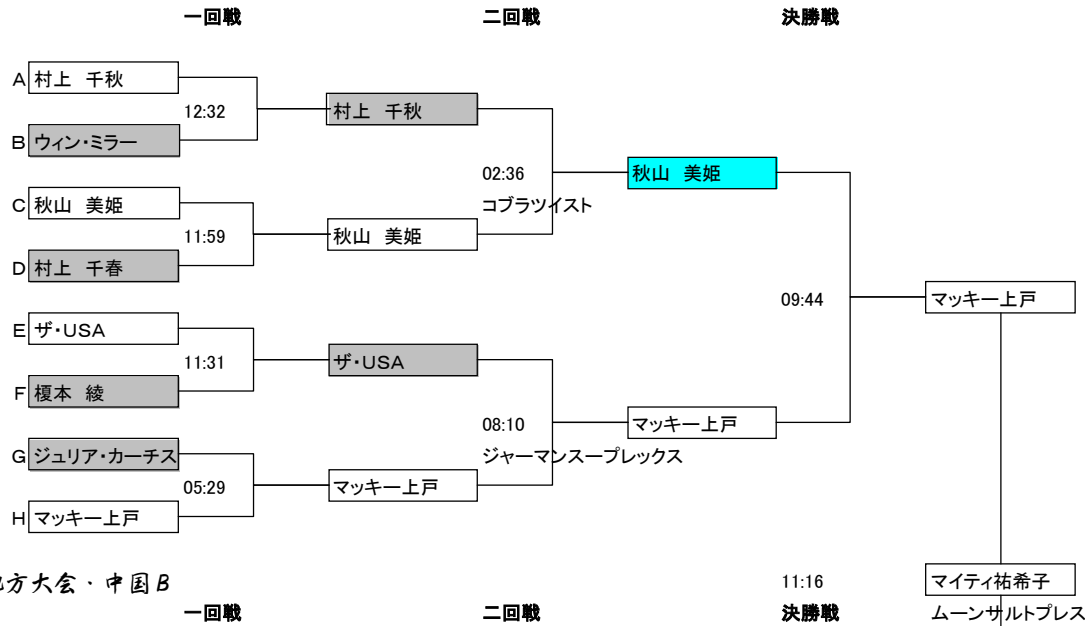 一回戦 二回戦 決勝戦
A 村上 千秋
12:32 村上 千秋
B ウィン・ミラー
02:36 秋山 美姫
C 秋山 美姫 コブラツイスト
11:59 秋山 美姫
D 村上 千春
09:44 マッキー上戸
E ザ・USA
11:31 ザ・USA
F 榎本 綾
08:10 マッキー上戸
G ジュリア・カーチス ジャーマンスープレックス
05:29 マッキー上戸
H マッキー上戸
方大会・中国B 11:16 マイティ祐希子
一回戦 二回戦 決勝戦 ムーンサルトプレス